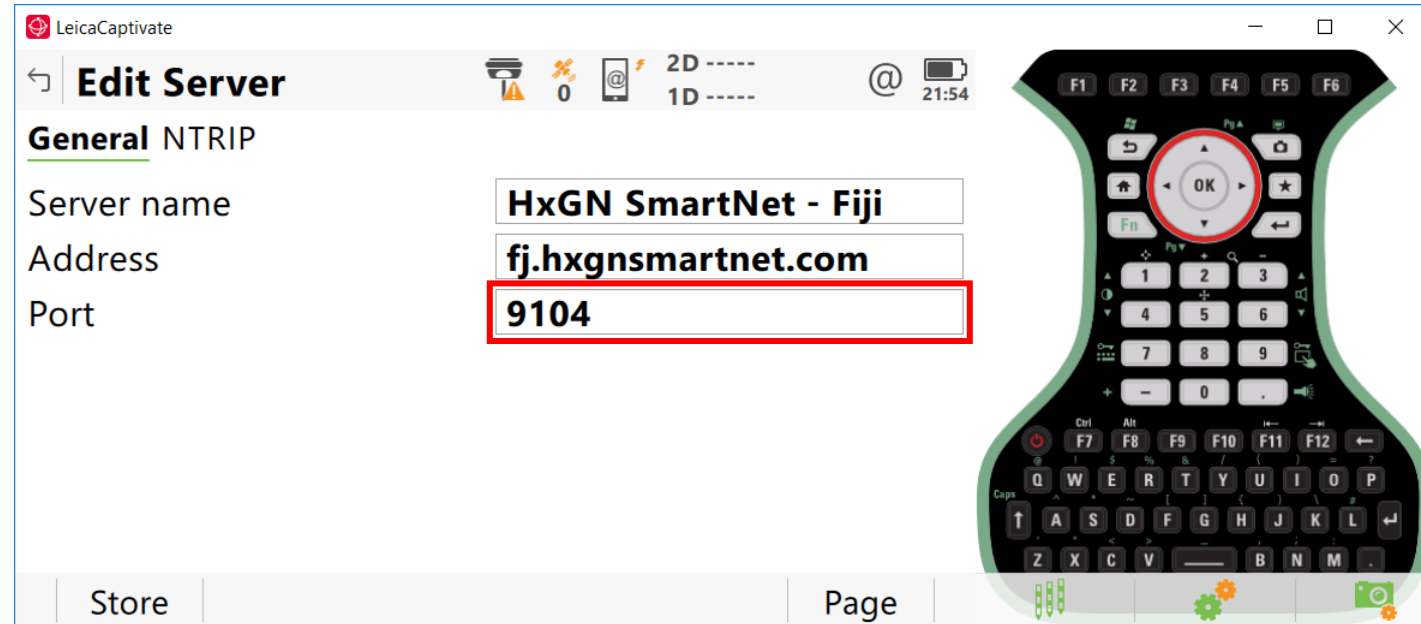 LeicaCaptivate
Edit Server
0
@
2D -----
1D -----
@
21:54
General NTRIP
Server name
HxGN SmartNet - Fiji
Address
fj.hxgnsmartnet.com
Port
9104
Store
Page
F1 F2 F3 F4 F5 F6
Pg▲
OK
Fn
Pg▼
+ -
1 2 3
4 5 6
7 8 9
+ - 0 .
Ctrl Alt
F7 F8 F9 F10 F11 F12
@ ! $ % & / ( ) = ?
Q W E R T Y U I O P
Caps ^ * ~ [ ] { } \ #
A S D F G H J K L
< > _ , ; :
Z X C V B N M .